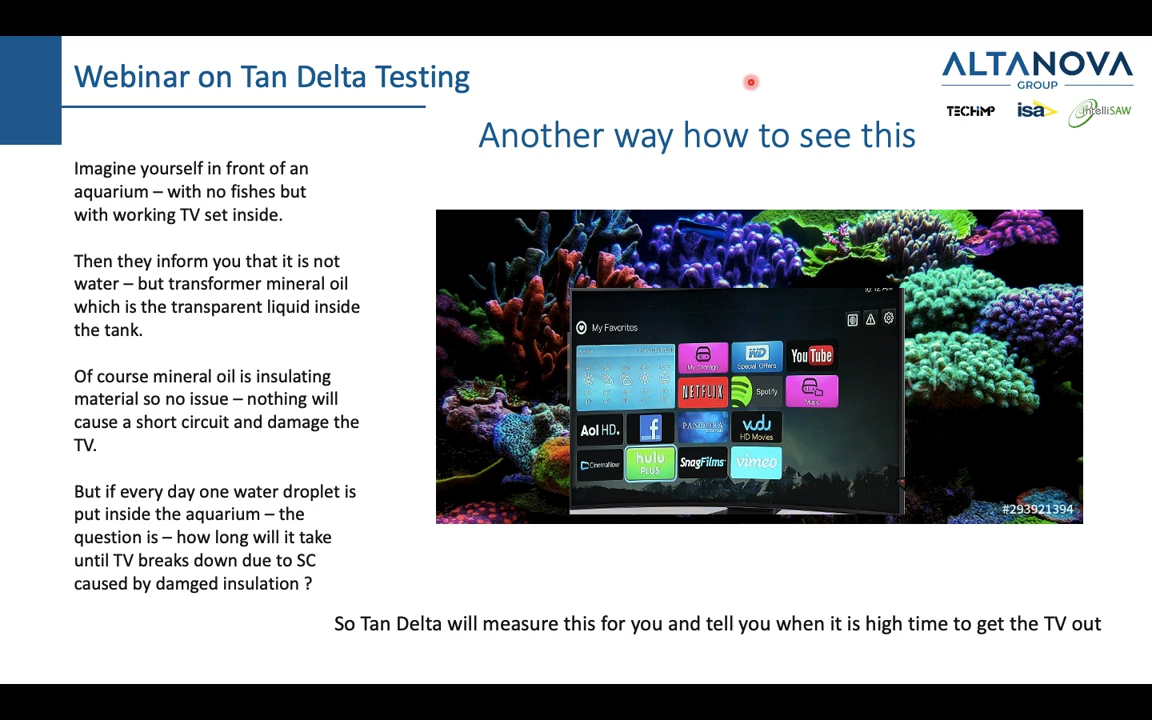 Webinar on Tan Delta Testing
ALTANOVA
GROUP
TECHIMP
isa
intelliSAW
Another way how to see this
Imagine yourself in front of an
aquarium – with no fishes but
with working TV set inside.
Then they inform you that it is not
water – but transformer mineral oil
which is the transparent liquid inside
the tank.
Of course mineral oil is insulating
material so no issue – nothing will
cause a short circuit and damage the
TV.
But if every day one water droplet is
put inside the aquarium – the
question is – how long will it take
until TV breaks down due to SC
caused by damged insulation ?
My Favorites
My Storage
WD
Special Offers
YouTube
NETFLIX
Spotify
Music
Aol HD.
f
PANDORA
vudu
HD Movies
CinemaNow
hulu
PLUS
SnagFilms
vimeo
#293921394
So Tan Delta will measure this for you and tell you when it is high time to get the TV out